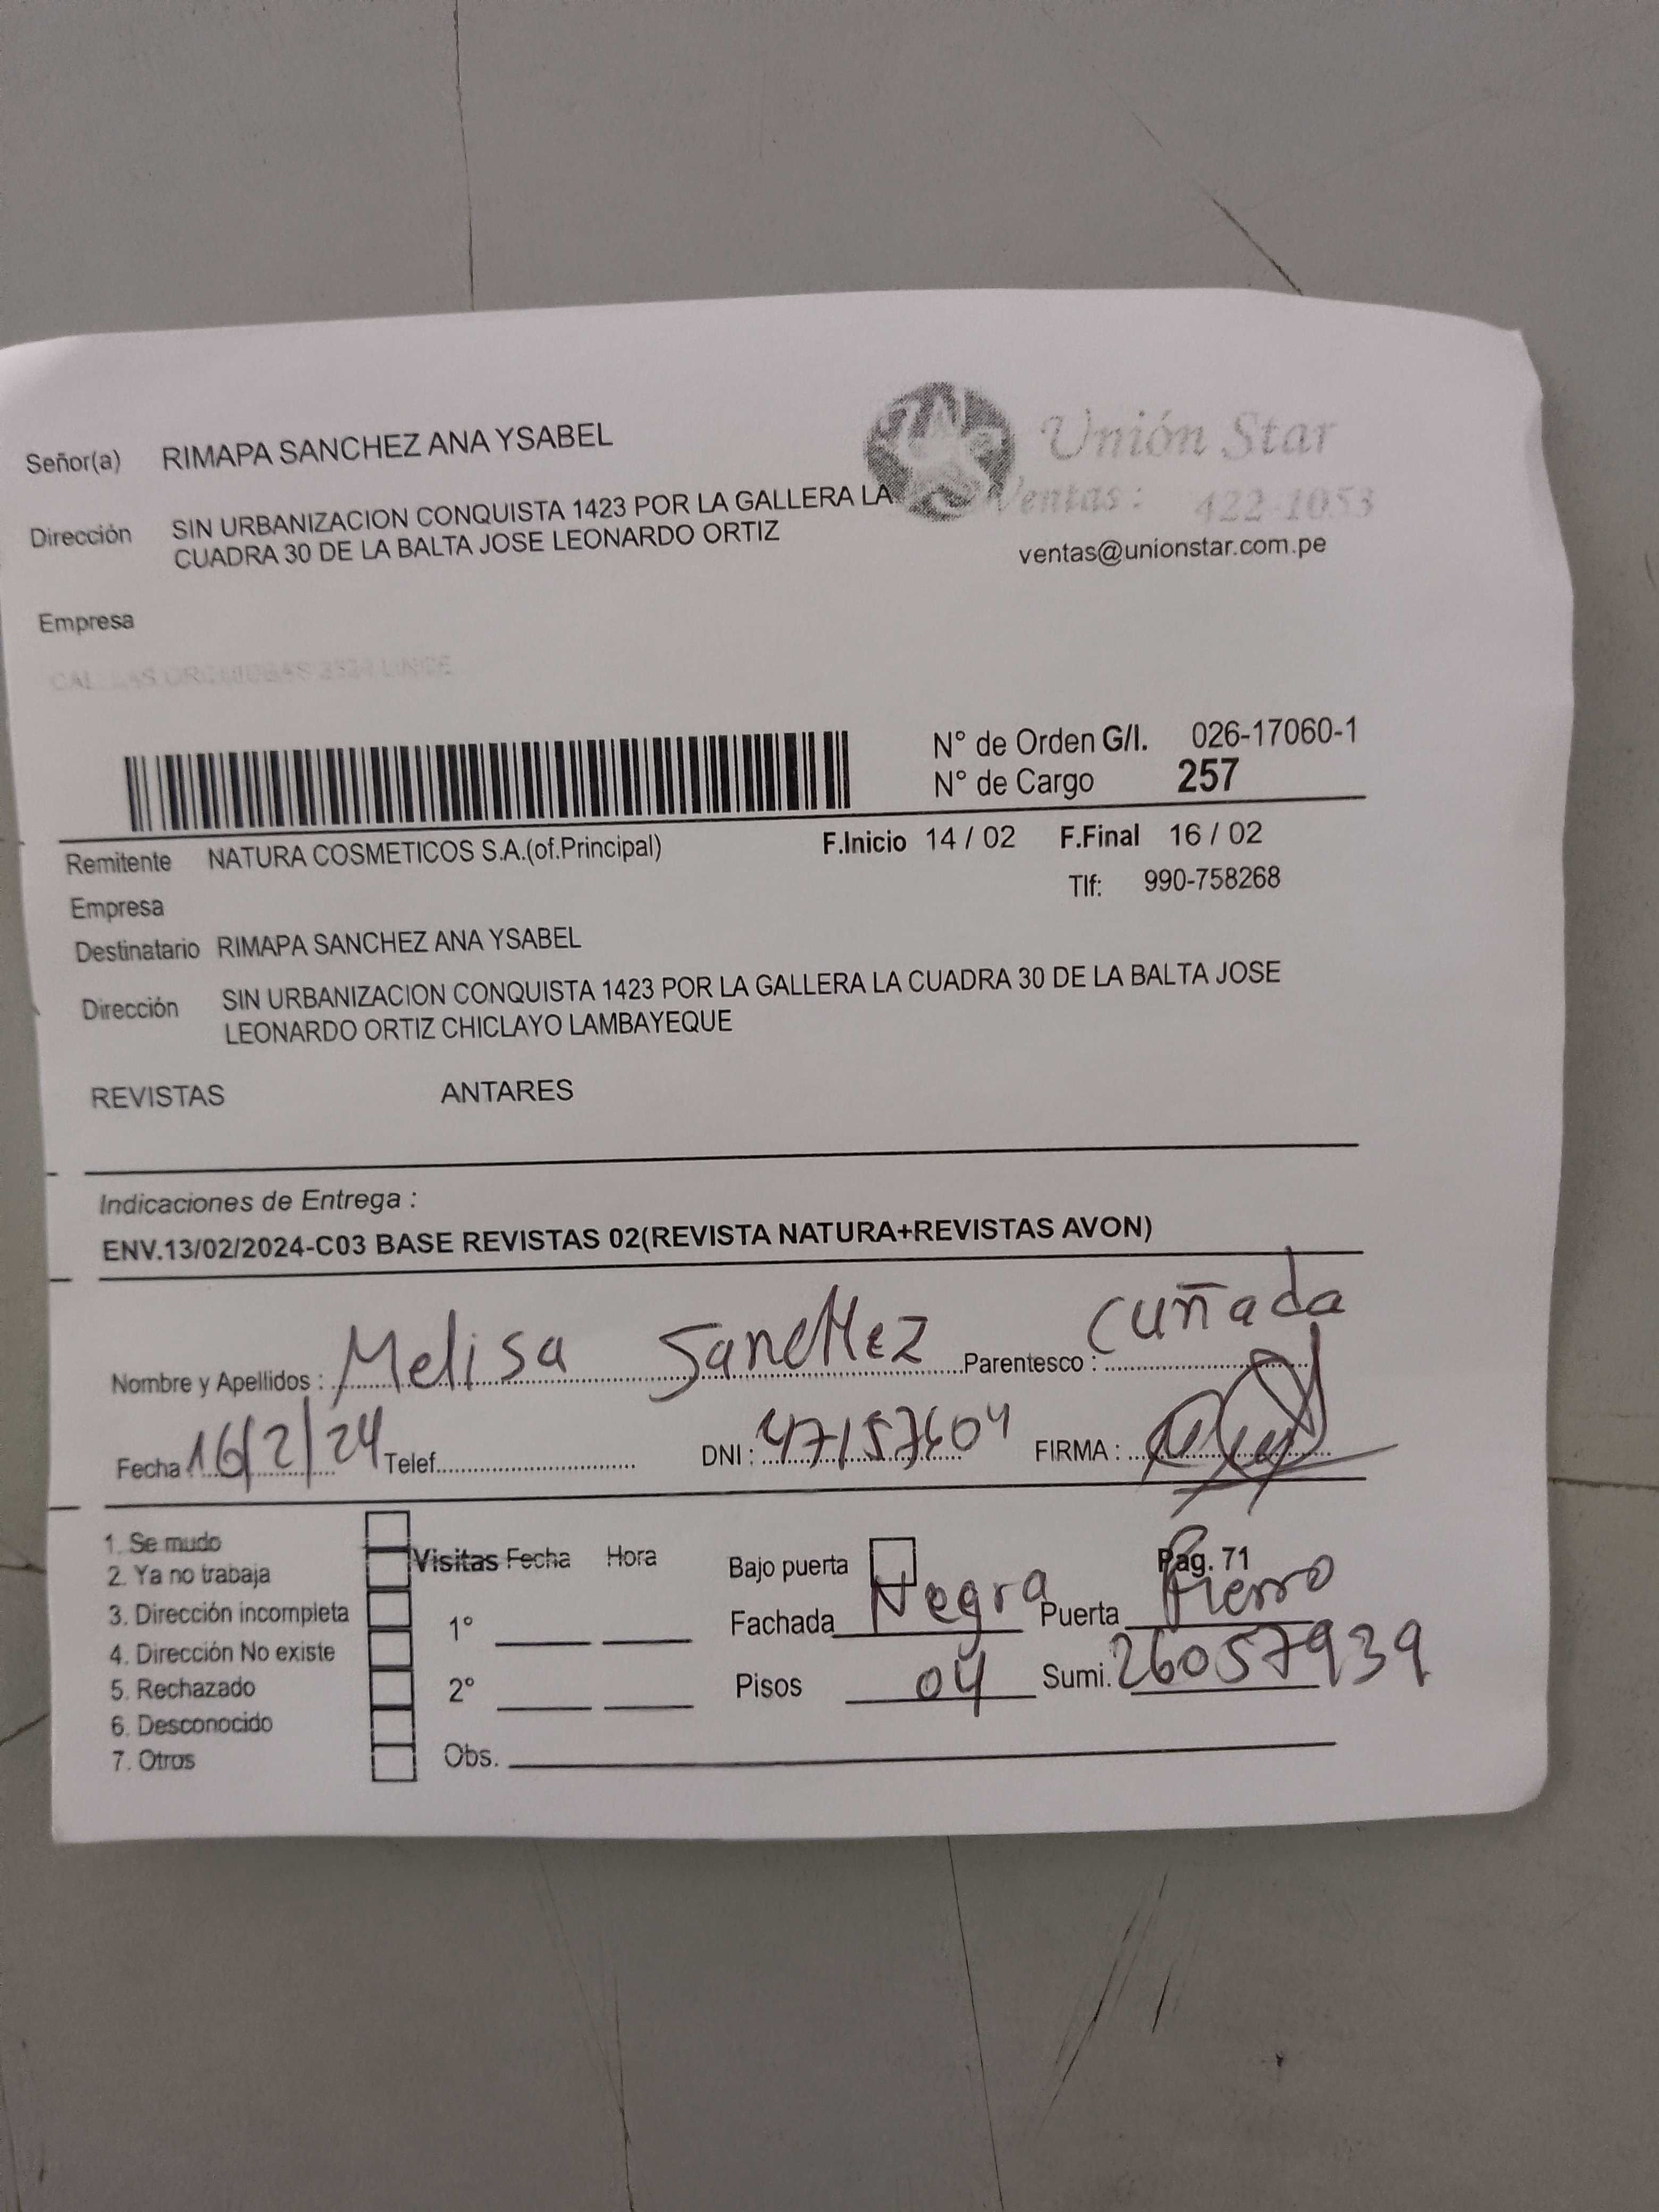 Señor(a) RIMAPA SANCHEZ ANA YSABEL
Unión Star
Dirección SIN URBANIZACION CONQUISTA 1423 POR LA GALLERA LA
CUADRA 30 DE LA BALTA JOSE LEONARDO ORTIZ
Ventas: 422-1053
ventas@unionstar.com.pe
Empresa
LINCE
N° de Orden G/I. 026-17060-1
N° de Cargo 257
Remitente NATURA COSMETICOS S.A.(of.Principal) F.Inicio 14 / 02 F.Final 16 / 02
Empresa Tlf: 990-758268
Destinatario RIMAPA SANCHEZ ANA YSABEL
Dirección SIN URBANIZACION CONQUISTA 1423 POR LA GALLERA LA CUADRA 30 DE LA BALTA JOSE
LEONARDO ORTIZ CHICLAYO LAMBAYEQUE
REVISTAS ANTARES
Indicaciones de Entrega :
ENV.13/02/2024-C03 BASE REVISTAS 02(REVISTA NATURA+REVISTAS AVON)
Nombre y Apellidos : Melisa Sanchez Parentesco : Cuñada
Fecha 16/2/24 Telef. DNI : 47157604 FIRMA :
1. Se mudo
2. Ya no trabaja
3. Dirección incompleta
4. Dirección No existe
5. Rechazado
6. Desconocido
7. Otros
Visitas Fecha Hora
1°
2°
Obs.
Bajo puerta Pag. 71
Fachada Negra Puerta Fierro
Pisos 04 Sumi. 26057939